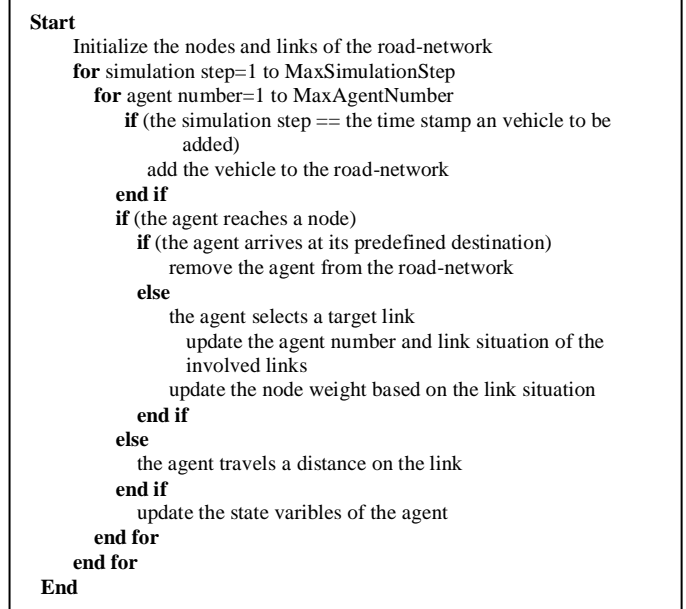 Start
Initialize the nodes and links of the road-network
for simulation step=1 to MaxSimulationStep
for agent number=1 to MaxAgentNumber
if (the simulation step == the time stamp an vehicle to be
added)
add the vehicle to the road-network
end if
if (the agent reaches a node)
if (the agent arrives at its predefined destination)
remove the agent from the road-network
else
the agent selects a target link
update the agent number and link situation of the
involved links
update the node weight based on the link situation
end if
else
the agent travels a distance on the link
end if
update the state varibles of the agent
end for
end for
End